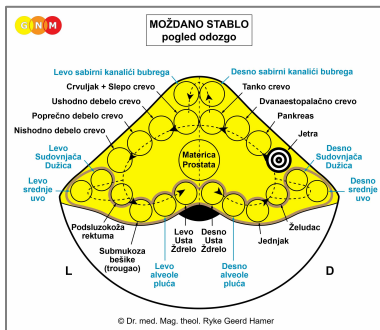 GNM
MOŽDANO STABLO
pogled odozgo
Levo sabirni kanalići bubrega
Desno sabirni kanalići bubrega
Crvuljak + Slepo crevo
Tanko crevo
Ushodno debelo crevo
Dvanaestopalačno crevo
Poprečno debelo crevo
Pankreas
Nishodno debelo crevo
Jetra
Levo
Sudovnjača
Dužica
Materica
Prostata
Desno
Sudovnjača
Dužica
Levo
srednje
uvo
Desno
srednje
uvo
Podsluzokoža
rektuma
Submukoza
bešike
(trougao)
Levo
alveole
pluća
Levo
Usta
Ždrelo
Desno
Usta
Ždrelo
Desno
alveole
pluća
Jednjak
Želudac
L
D
© Dr. med. Mag. theol. Ryke Geerd Hamer